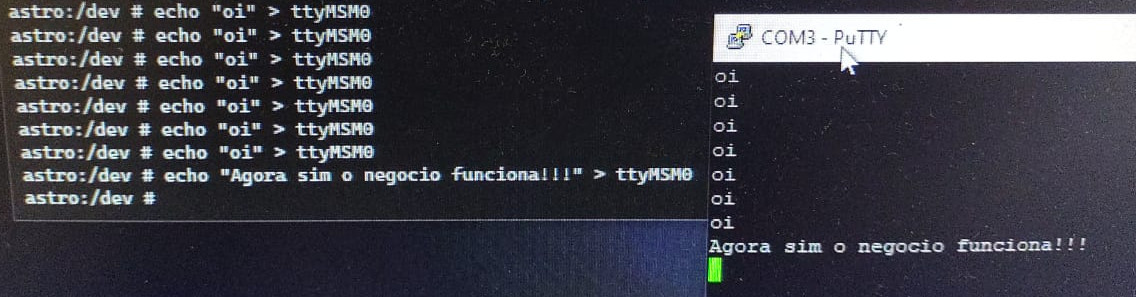 astro:/dev # echo "oi" > ttyMSM0
astro:/dev # echo "oi" > ttyMSM0
astro:/dev # echo "oi" > ttyMSM0
astro:/dev # echo "oi" > ttyMSM0
astro:/dev # echo "oi" > ttyMSM0
astro:/dev # echo "oi" > ttyMSM0
astro:/dev # echo "oi" > ttyMSM0
astro:/dev # echo "Agora sim o negocio funciona!!!" > ttyMSM0
astro:/dev #
COM3 - PuTTY
oi
oi
oi
oi
oi
oi
oi
Agora sim o negocio funciona!!!